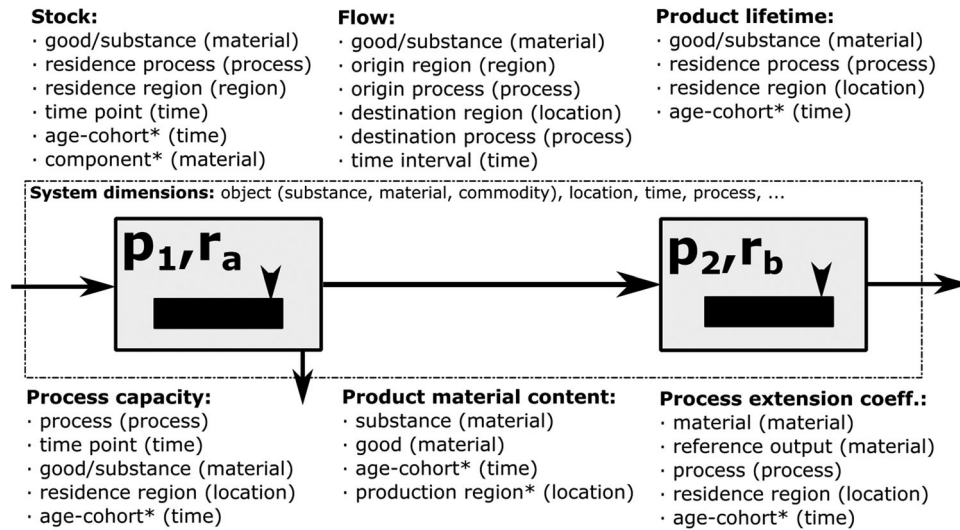 Stock:
· good/substance (material)
· residence process (process)
· residence region (region)
· time point (time)
· age-cohort* (time)
· component* (material)
Flow:
· good/substance (material)
· origin region (region)
· origin process (process)
· destination region (location)
· destination process (process)
· time interval (time)
Product lifetime:
· good/substance (material)
· residence process (process)
· residence region (location)
· age-cohort* (time)
System dimensions: object (substance, material, commodity), location, time, process, ...
p₁,rₐ
p₂,r_b
Process capacity:
· process (process)
· time point (time)
· good/substance (material)
· residence region (location)
· age-cohort* (time)
Product material content:
· substance (material)
· good (material)
· age-cohort* (time)
· production region* (location)
Process extension coeff.:
· material (material)
· reference output (material)
· process (process)
· residence region (location)
· age-cohort* (time)